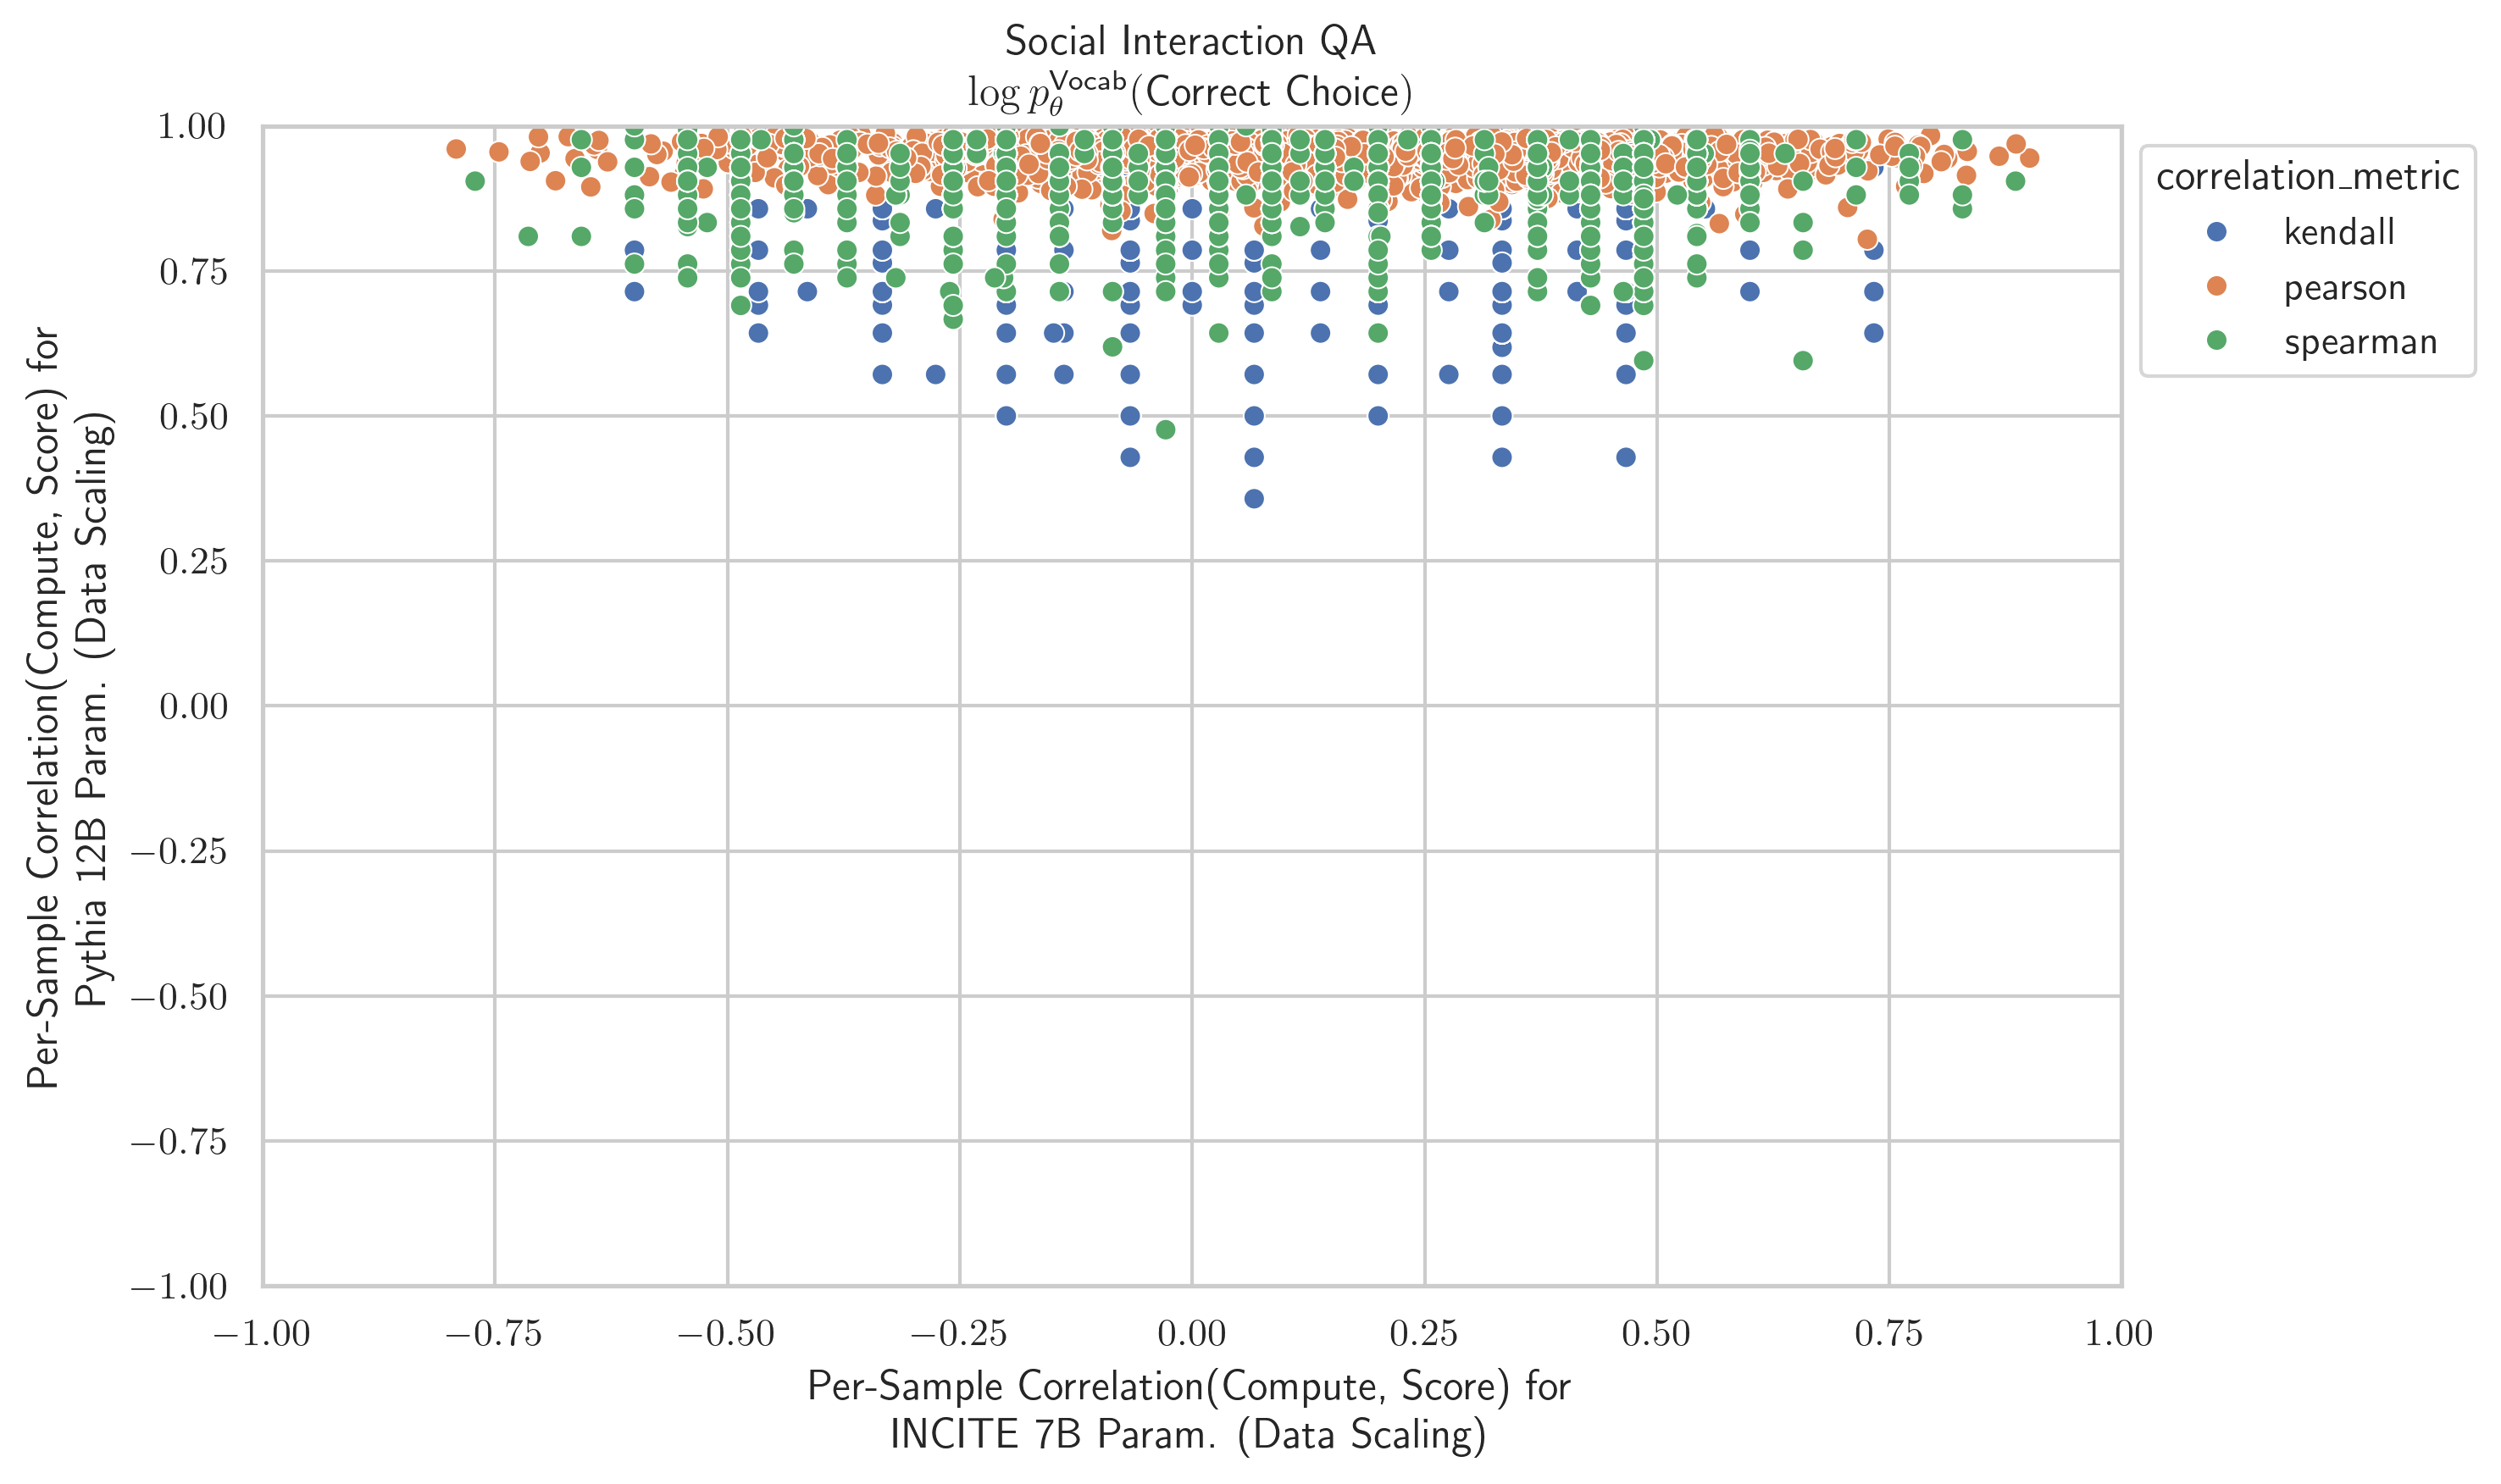 Social Interaction QA
log p_θ^Vocab(Correct Choice)
1.00
0.75
0.50
0.25
0.00
−0.25
−0.50
−0.75
−1.00
Per-Sample Correlation(Compute, Score) for
Pythia 12B Param. (Data Scaling)
−1.00 −0.75 −0.50 −0.25 0.00 0.25 0.50 0.75 1.00
Per-Sample Correlation(Compute, Score) for
INCITE 7B Param. (Data Scaling)
correlation_metric
kendall
pearson
spearman